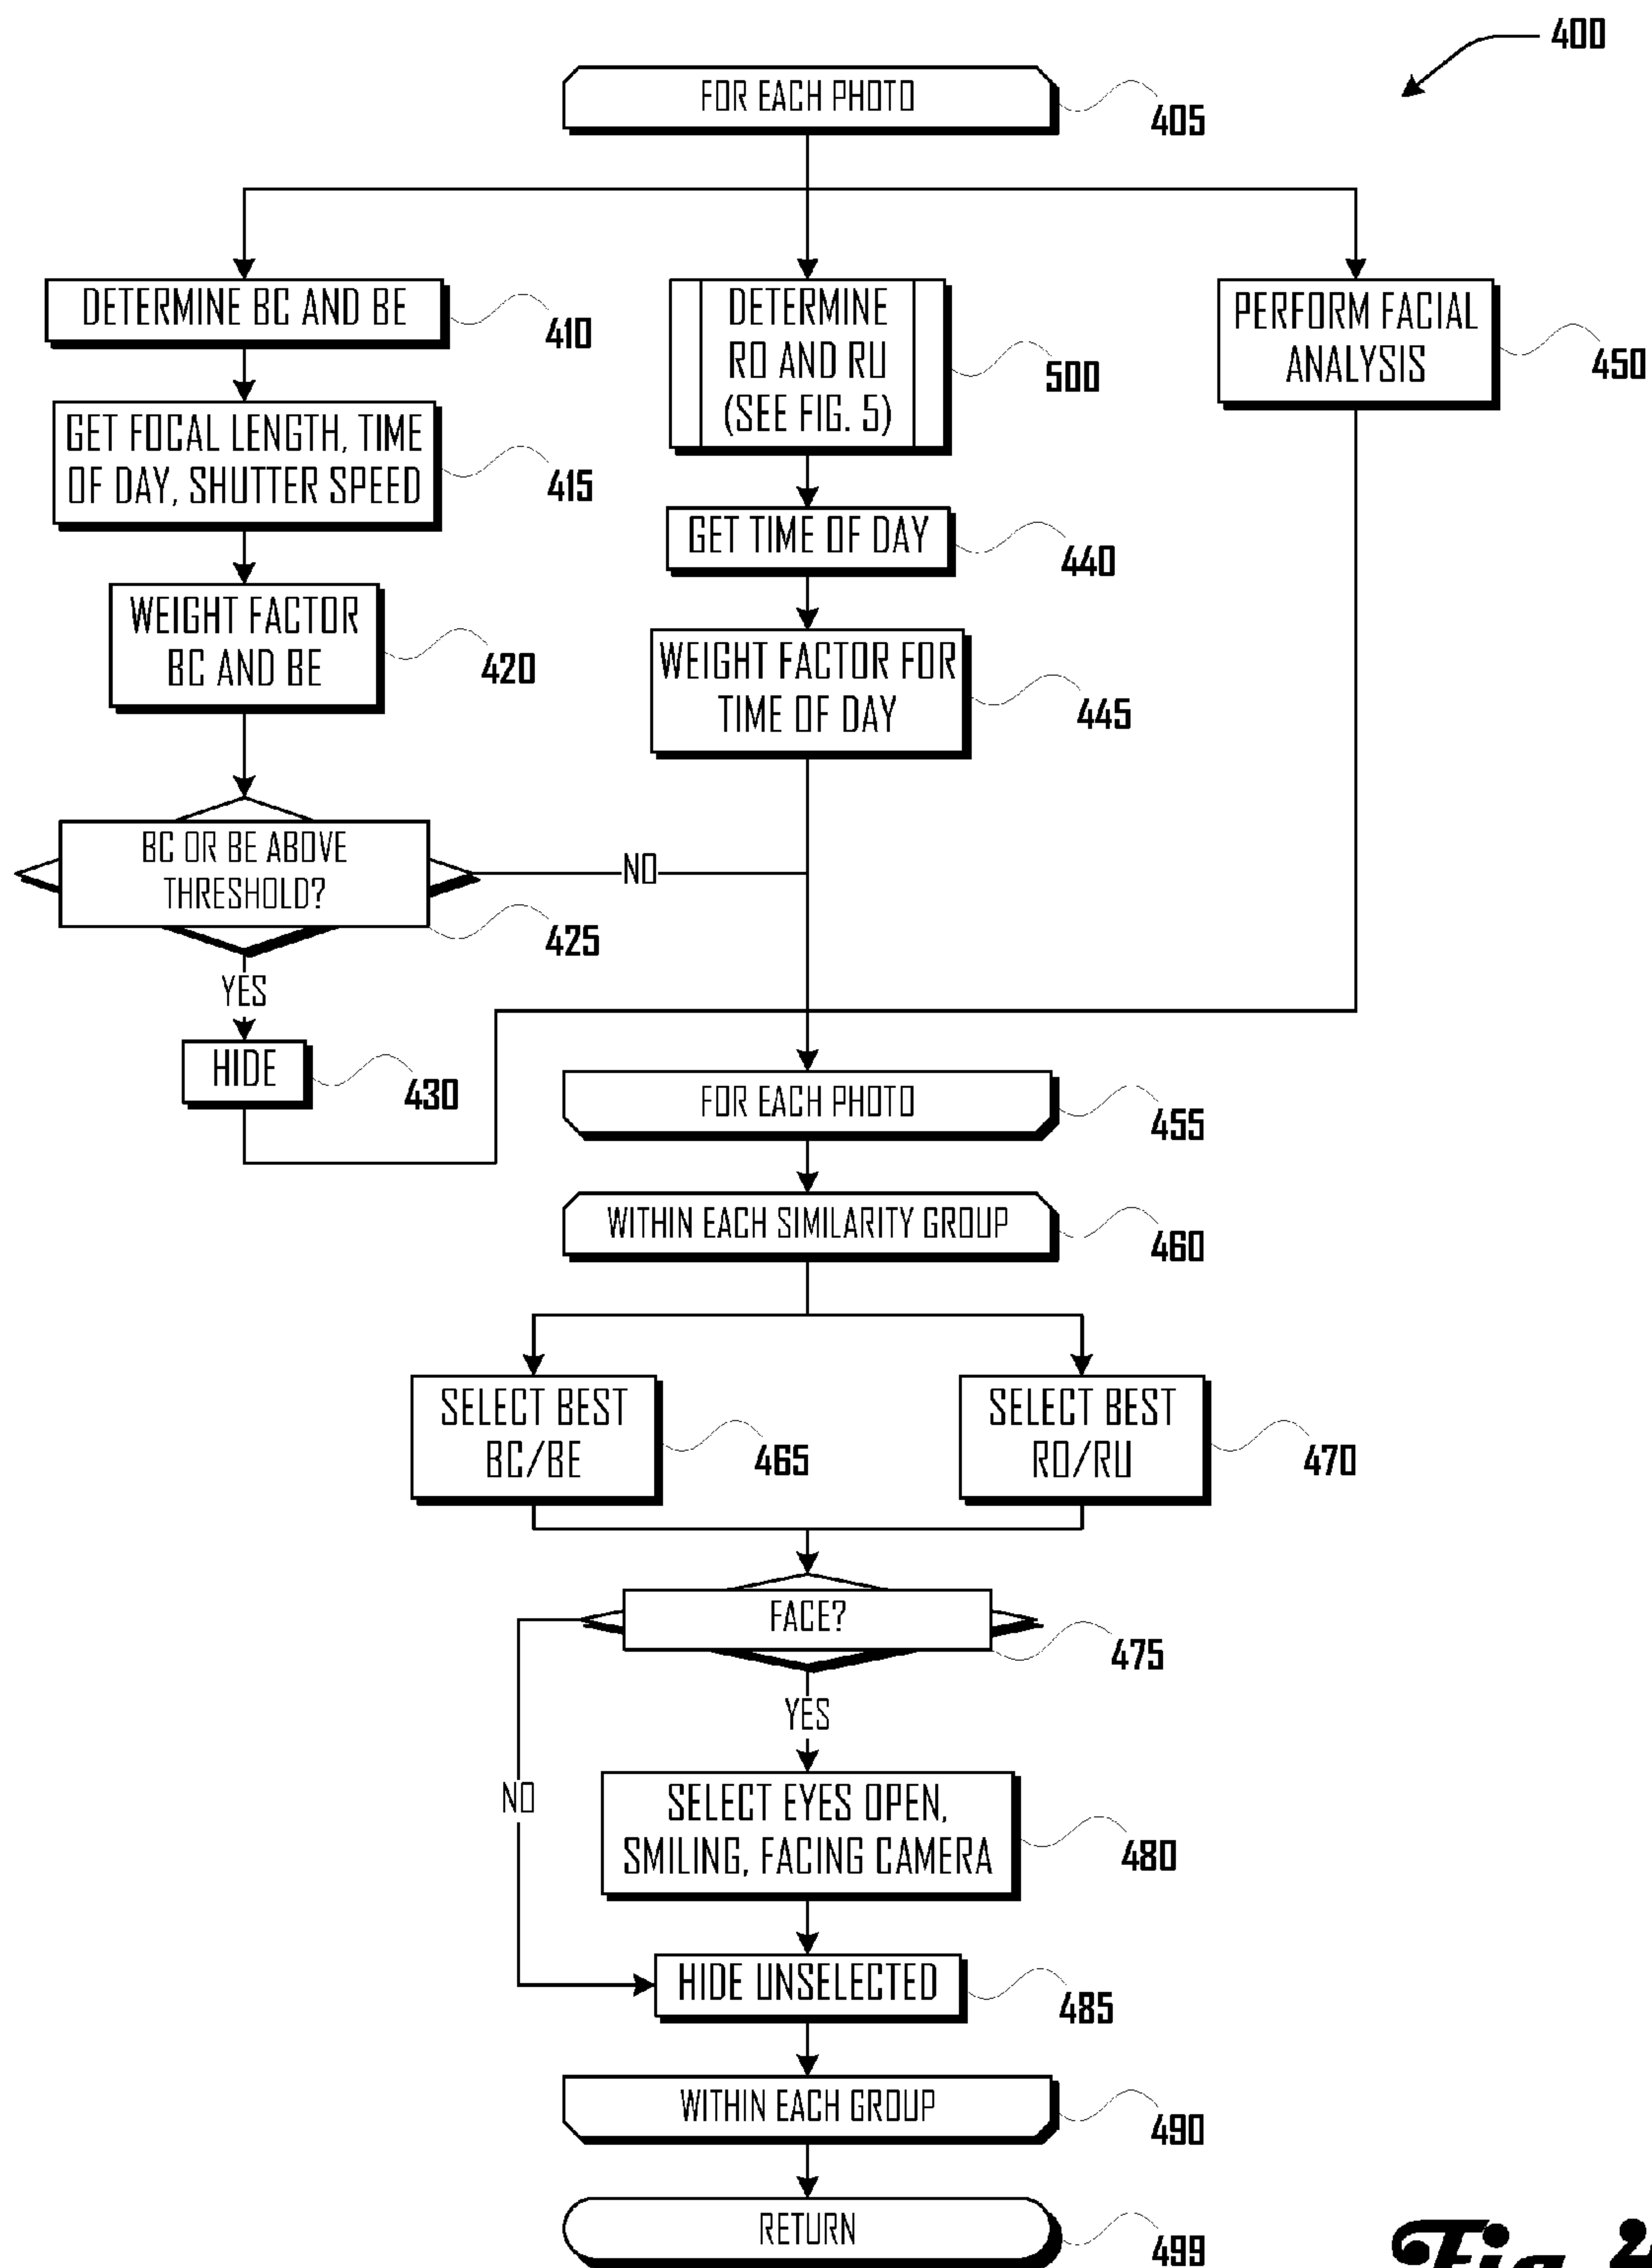 400
FOR EACH PHOTO
405
DETERMINE BC AND BE
410
DETERMINE
RO AND RU
(SEE FIG. 5)
500
PERFORM FACIAL
ANALYSIS
450
GET FOCAL LENGTH, TIME
OF DAY, SHUTTER SPEED
415
GET TIME OF DAY
440
WEIGHT FACTOR
BC AND BE
420
WEIGHT FACTOR FOR
TIME OF DAY
445
BC OR BE ABOVE
THRESHOLD?
425
NO
YES
HIDE
430
FOR EACH PHOTO
455
WITHIN EACH SIMILARITY GROUP
460
SELECT BEST
BC/BE
465
SELECT BEST
RO/RU
470
FACE?
475
YES
NO
SELECT EYES OPEN,
SMILING, FACING CAMERA
480
HIDE UNSELECTED
485
WITHIN EACH GROUP
490
RETURN
499
Fig.